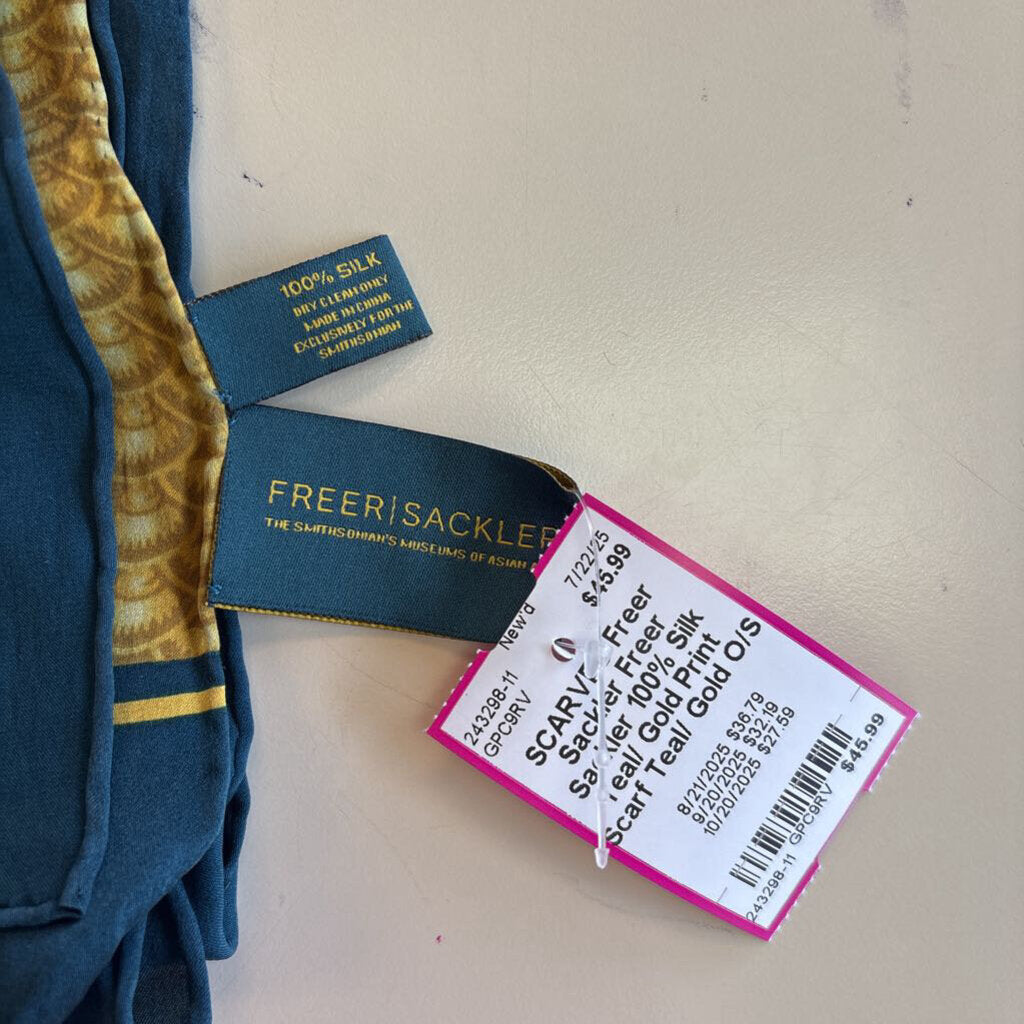 100% SILK
DRY CLEAN ONLY
MADE IN CHINA
EXCLUSIVELY FOR THE
SMITHSONIAN
FREER|SACKLER
THE SMITHSONIAN'S MUSEUMS OF ASIAN
7/22/25
$45.99
New'd
243298-11
GPC9RV
SCARV Freer
Sackler Freer
Sackler 100% Silk
Teal/ Gold Print
Scarf Teal/ Gold O/S
8/21/2025 $36.79
9/20/2025 $32.19
10/20/2025 $27.59
$45.99
243298-11 GPC9RV